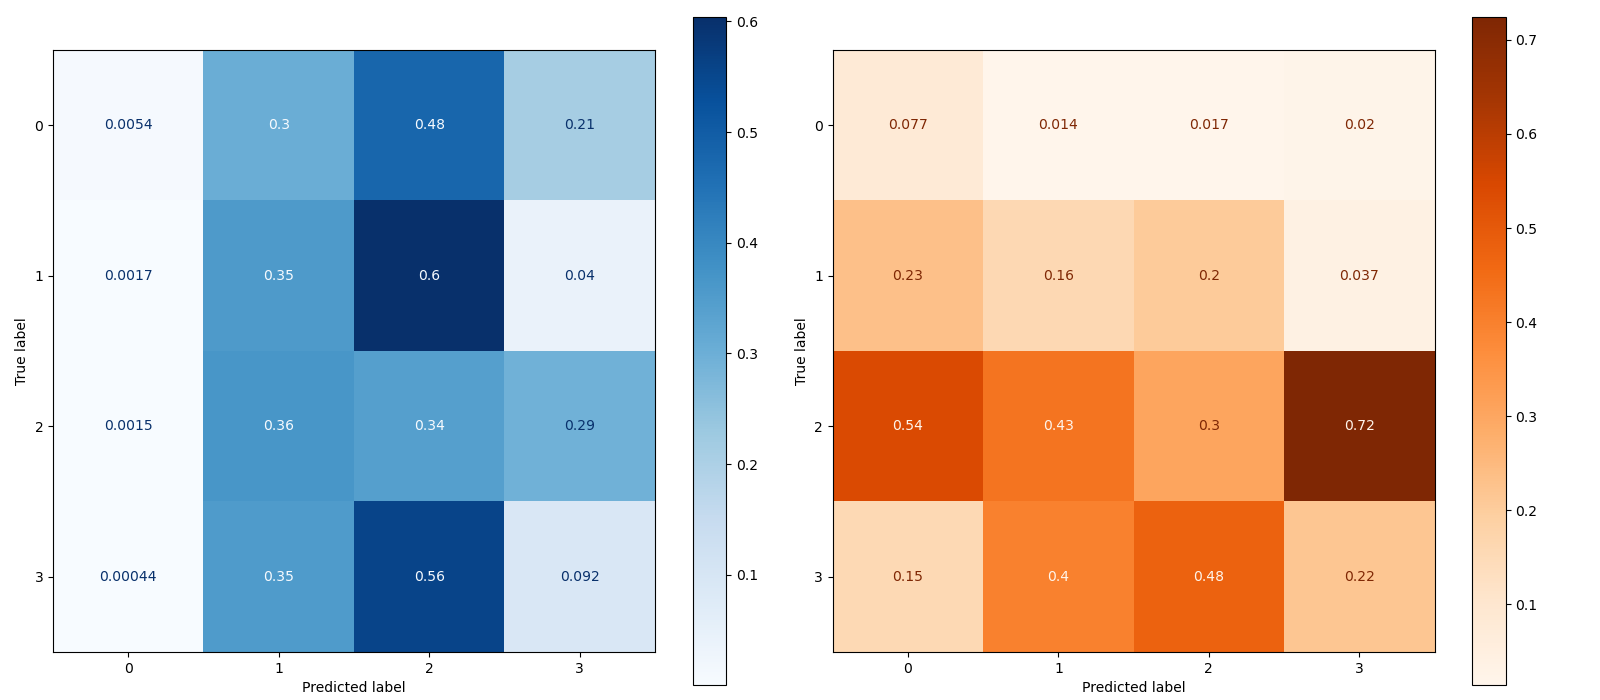 0.0054 0.3 0.48 0.21
0.0017 0.35 0.6 0.04
0.0015 0.36 0.34 0.29
0.00044 0.35 0.56 0.092
0
1
2
3
True label
0 1 2 3
Predicted label
0.6
0.5
0.4
0.3
0.2
0.1
0.077 0.014 0.017 0.02
0.23 0.16 0.2 0.037
0.54 0.43 0.3 0.72
0.15 0.4 0.48 0.22
0
1
2
3
True label
0 1 2 3
Predicted label
0.7
0.6
0.5
0.4
0.3
0.2
0.1